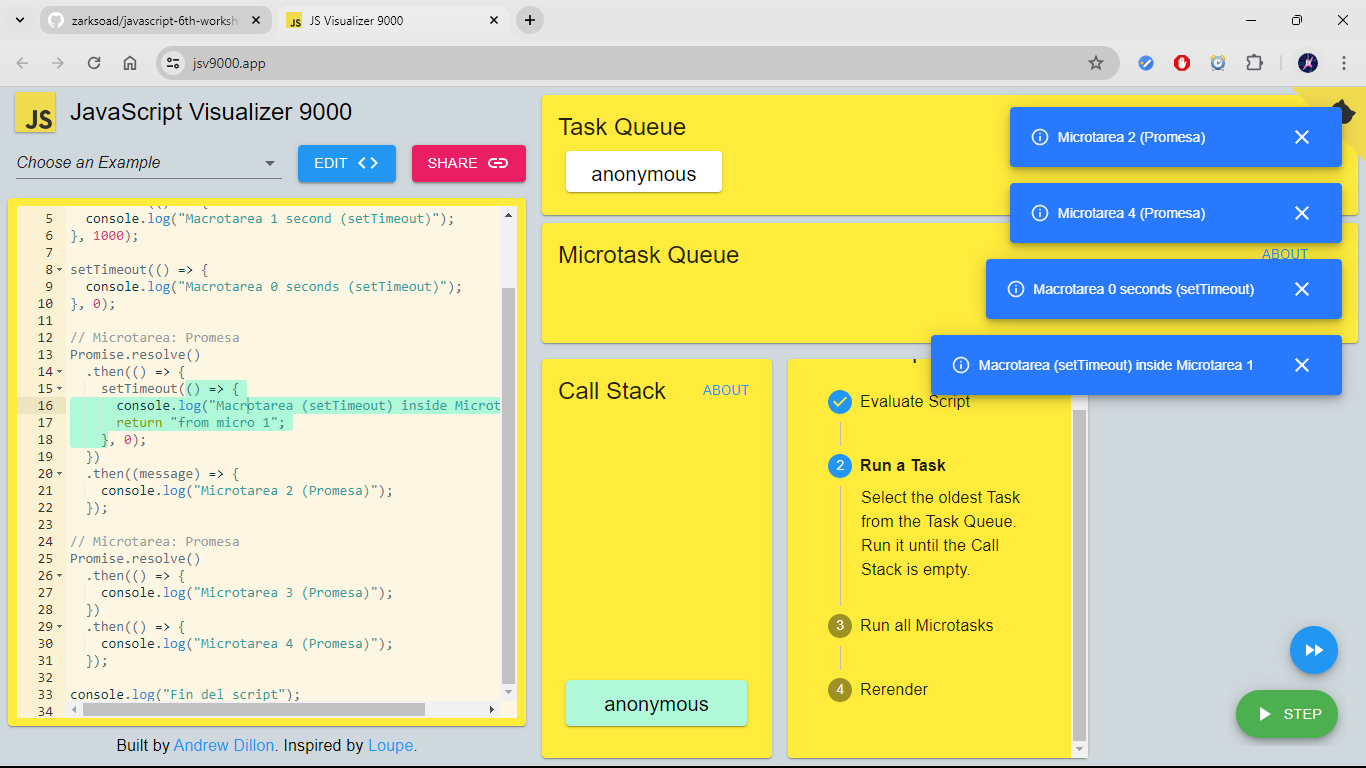 zarksoad/javascript-6th-worksh
JS Visualizer 9000
jsv9000.app
JS
JavaScript Visualizer 9000
Choose an Example
EDIT
SHARE
5 console.log("Macrotarea 1 second (setTimeout)");
6 }, 1000);
7
8 setTimeout(() => {
9 console.log("Macrotarea 0 seconds (setTimeout)");
10 }, 0);
11
12 // Microtarea: Promesa
13 Promise.resolve()
14 .then(() => {
15 setTimeout(() => {
16 console.log("Macrotarea (setTimeout) inside Microt
17 return "from micro 1";
18 }, 0);
19 })
20 .then((message) => {
21 console.log("Microtarea 2 (Promesa)");
22 });
23
24 // Microtarea: Promesa
25 Promise.resolve()
26 .then(() => {
27 console.log("Microtarea 3 (Promesa)");
28 })
29 .then(() => {
30 console.log("Microtarea 4 (Promesa)");
31 });
32
33 console.log("Fin del script");
34
Built by Andrew Dillon. Inspired by Loupe.
Task Queue
anonymous
Microtask Queue
ABOUT
Call Stack
ABOUT
anonymous
Evaluate Script
2 Run a Task
Select the oldest Task
from the Task Queue.
Run it until the Call
Stack is empty.
3 Run all Microtasks
4 Rerender
Microtarea 2 (Promesa)
Microtarea 4 (Promesa)
Macrotarea 0 seconds (setTimeout)
Macrotarea (setTimeout) inside Microtarea 1
STEP